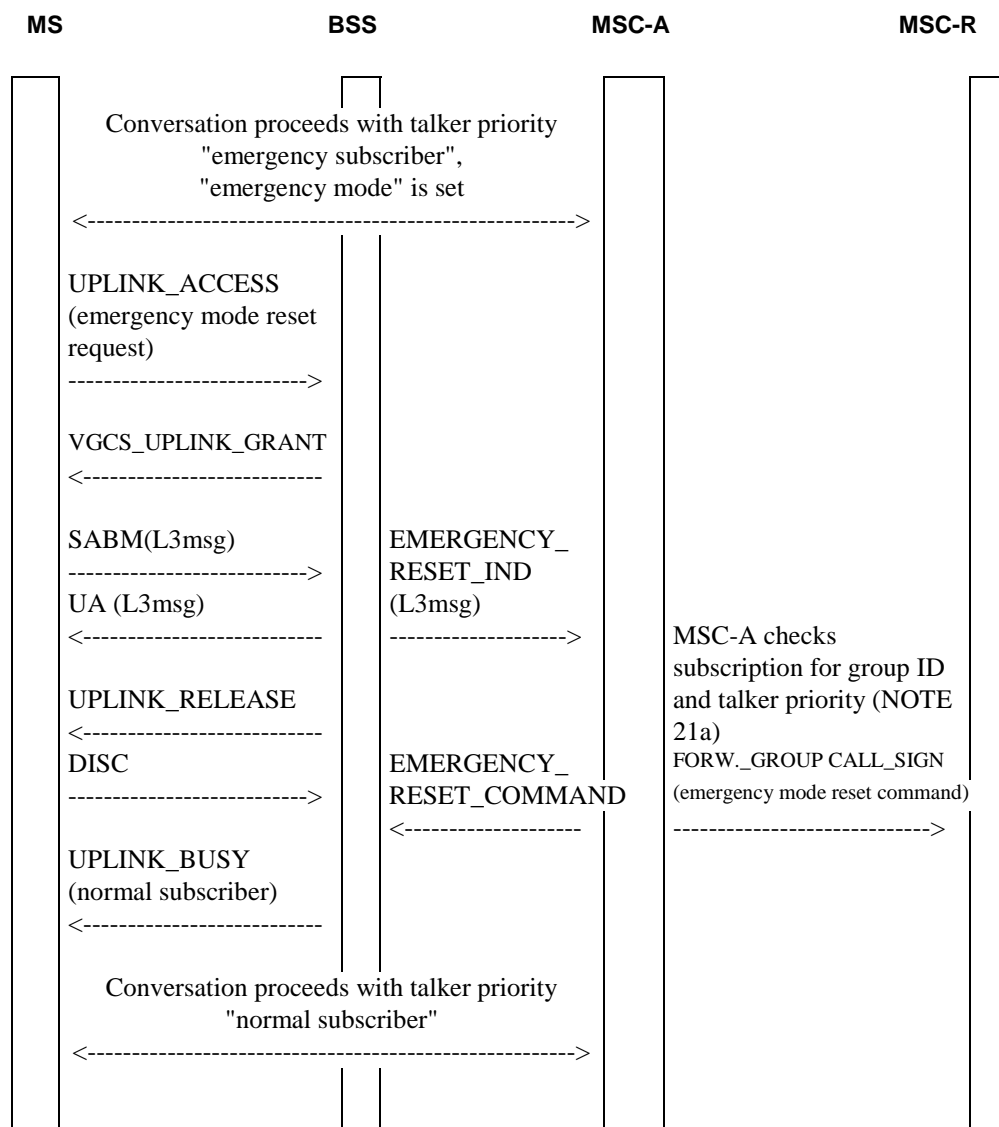 MS BSS MSC-A MSC-R
Conversation proceeds with talker priority
"emergency subscriber",
"emergency mode" is set
<------------------------------------------------------->
UPLINK_ACCESS
(emergency mode reset
request)
--------------------------->
VGCS_UPLINK_GRANT
<---------------------------
SABM(L3msg)
--------------------------->
UA (L3msg)
<---------------------------
EMERGENCY_
RESET_IND
(L3msg)
-------------------->
MSC-A checks
subscription for group ID
and talker priority (NOTE
21a)
UPLINK_RELEASE
<---------------------------
DISC
--------------------------->
EMERGENCY_
RESET_COMMAND
<--------------------
FORW._GROUP CALL_SIGN
(emergency mode reset command)
----------------------------->
UPLINK_BUSY
(normal subscriber)
<---------------------------
Conversation proceeds with talker priority
"normal subscriber"
<------------------------------------------------------->